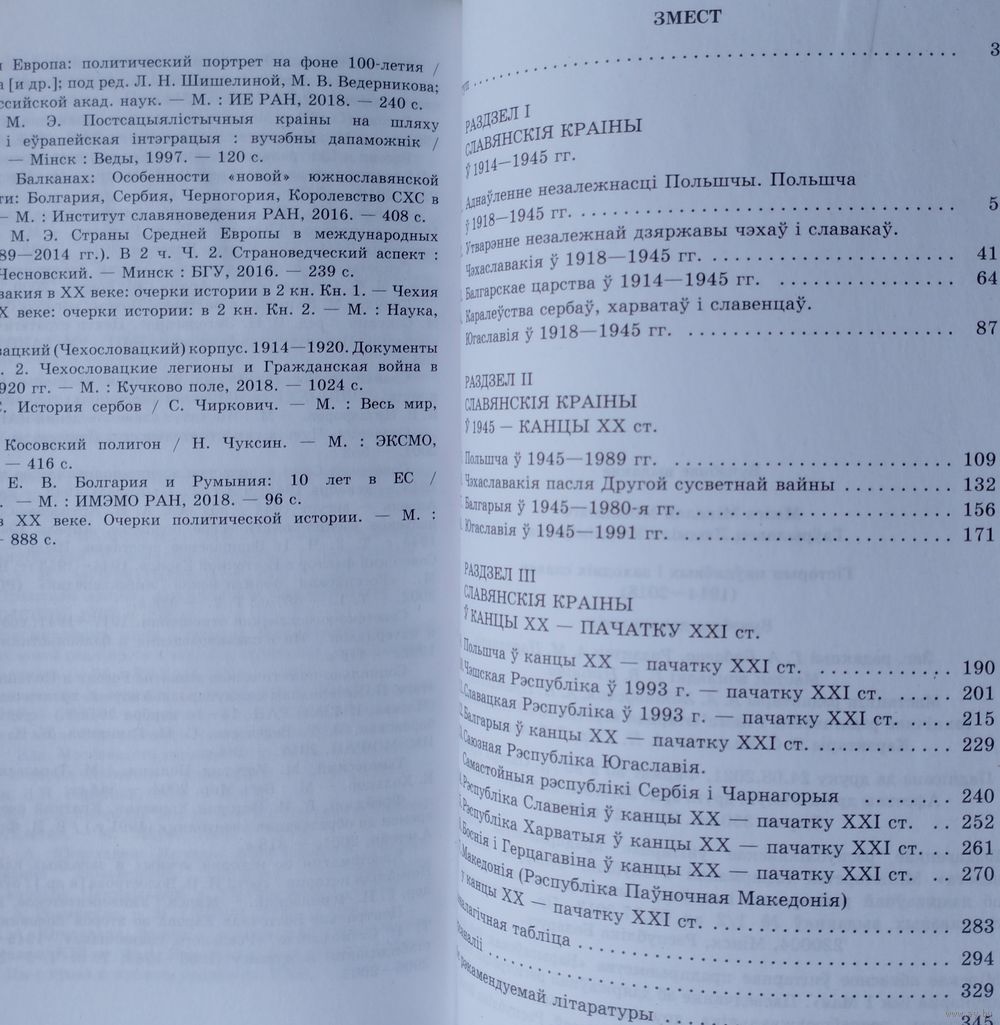 Европа: политический портрет на фоне 100-летия /
[и др.]; под ред. Л. Н. Шишелиной, М. В. Ведерникова;
ссийской акад. наук. — М. : ИЕ РАН, 2018. — 240 с.
М. Э. Постсацыялістычныя краіны на шляху
і еўрапейская інтэграцыя : вучэбны дапаможнік /
— Мінск : Веды, 1997. — 120 с.
Балканах: Особенности «новой» южнославянской
ти: Болгария, Сербия, Черногория, Королевство СХС в
— М. : Институт славяноведения РАН, 2016. — 408 с.
М. Э. Страны Средней Европы в международных
89—2014 гг.). В 2 ч. Ч. 2. Страноведческий аспект :
Чесновский. — Минск : БГУ, 2016. — 239 с.
вакия в XX веке: очерки истории в 2 кн. Кн. 1. — Чехия
X веке: очерки истории: в 2 кн. Кн. 2. — М. : Наука,
вацкий (Чехословацкий) корпус. 1914—1920. Документы
. 2. Чехословацкие легионы и Гражданская война в
920 гг. — М. : Кучково поле, 2018. — 1024 с.
С. История сербов / С. Чиркович. — М. : Весь мир,
Косовский полигон / Н. Чуксин. — М. : ЭКСМО,
— 416 с.
Е. В. Болгария и Румыния: 10 лет в ЕС /
. — М. : ИМЭМО РАН, 2018. — 96 с.
в XX веке. Очерки политической истории. — М. :
- 888 с.
ЗМЕСТ
3
РАЗДЗЕЛ I
СЛАВЯНСКІЯ КРАІНЫ
Ў 1914—1945 гг.
Аднаўленне незалежнасці Польшчы. Польшча
ў 1918—1945 гг. 5
Утварэнне незалежнай дзяржавы чэхаў і славакаў.
Чэхаславакія ў 1918—1945 гг. 41
Балгарскае царства ў 1914—1945 гг. 64
Каралеўства сербаў, харватаў і славенцаў.
Югаславія ў 1918—1945 гг. 87
РАЗДЗЕЛ II
СЛАВЯНСКІЯ КРАІНЫ
Ў 1945 — КАНЦЫ XX ст.
Польшча ў 1945—1989 гг. 109
Чэхаславакія пасля Другой сусветнай вайны 132
Балгарыя ў 1945—1980-я гг. 156
Югаславія ў 1945—1991 гг. 171
РАЗДЗЕЛ III
СЛАВЯНСКІЯ КРАІНЫ
Ў КАНЦЫ XX — ПАЧАТКУ XXI ст.
Польшча ў канцы XX — пачатку XXI ст. 190
Чэшская Рэспубліка ў 1993 г. — пачатку XXI ст. 201
Славацкая Рэспубліка ў 1993 г. — пачатку XXI ст. 215
Балгарыя ў канцы XX — пачатку XXI ст. 229
Саюзная Рэспубліка Югаславія.
Самастойныя рэспублікі Сербія і Чарнагорыя 240
Рэспубліка Славенія ў канцы XX — пачатку XXI ст. 252
Рэспубліка Харватыя ў канцы XX — пачатку XXI ст. 261
Боснія і Герцагавіна ў канцы XX — пачатку XXI ст. 270
Македонія (Рэспубліка Паўночная Македонія)
ў канцы XX — пачатку XXI ст. 283
налагічная табліца 294
329
рэкамендуемай літаратуры 345